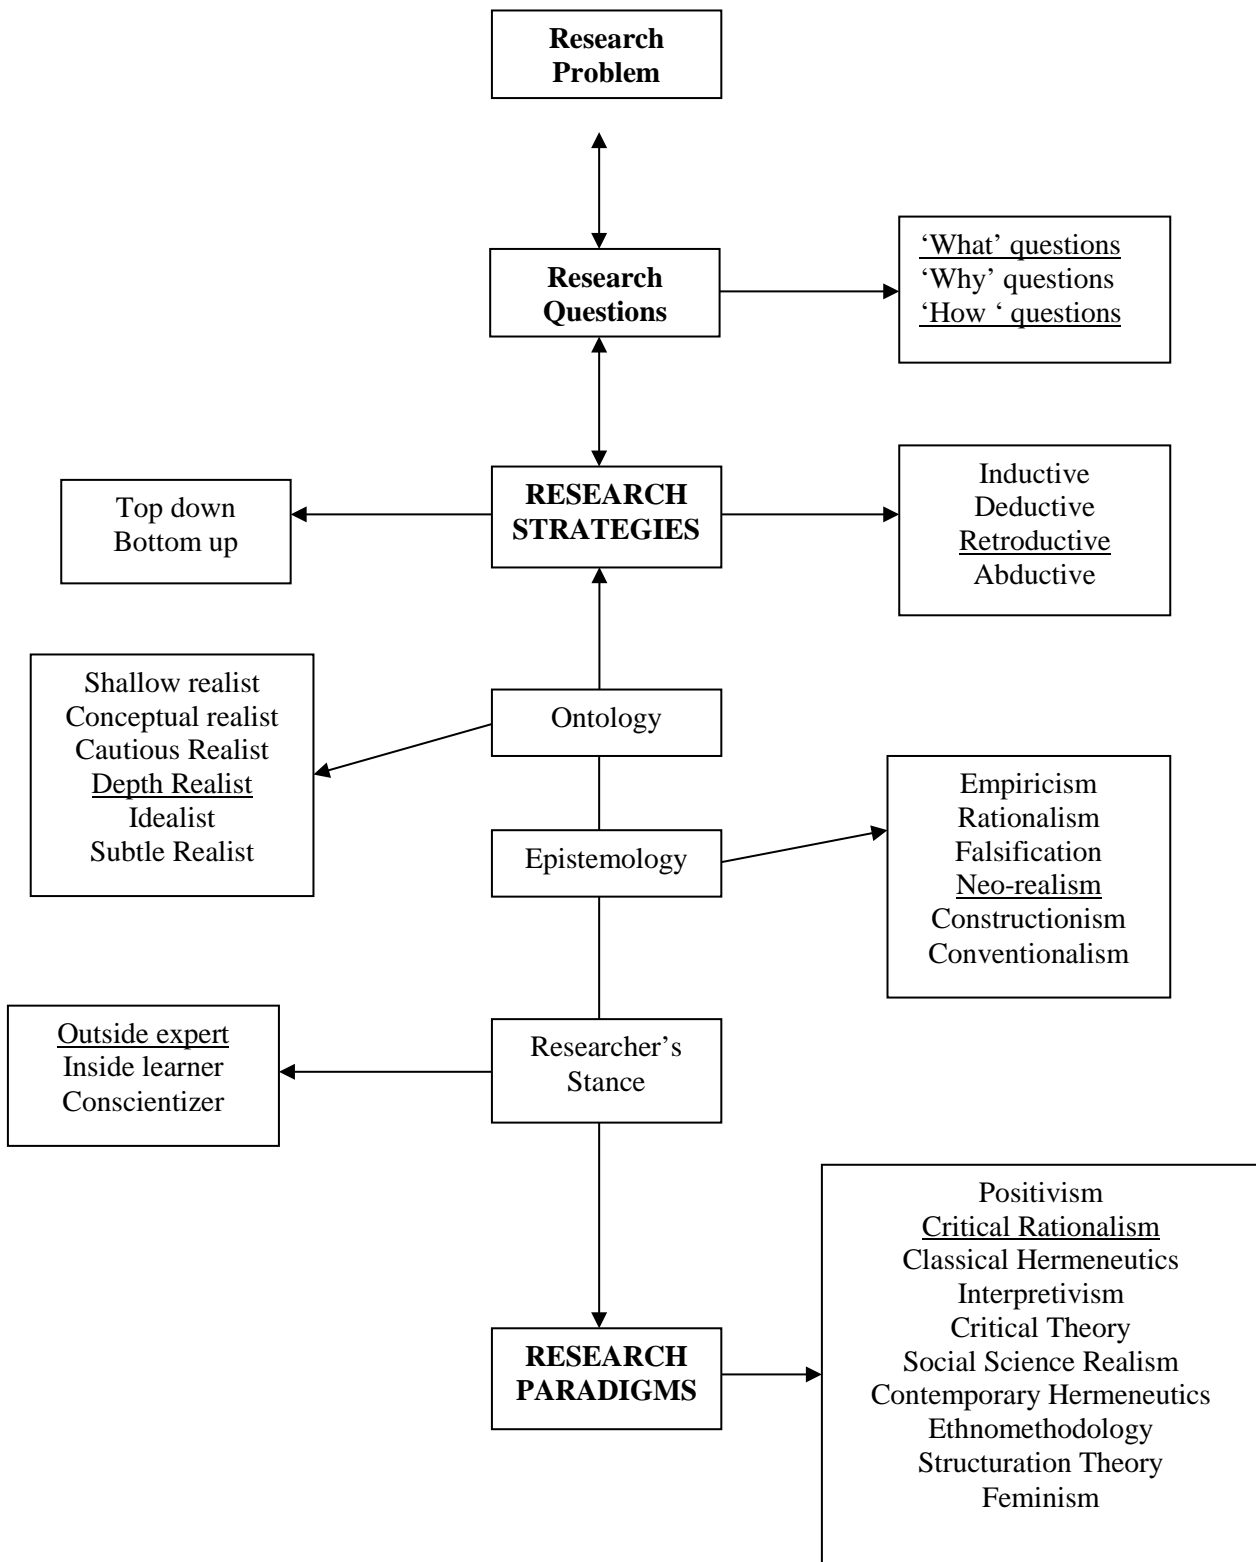 Research
Problem
Research
Questions
‘What’ questions
‘Why’ questions
‘How ‘ questions
RESEARCH
STRATEGIES
Top down
Bottom up
Inductive
Deductive
Retroductive
Abductive
Shallow realist
Conceptual realist
Cautious Realist
Depth Realist
Idealist
Subtle Realist
Ontology
Epistemology
Empiricism
Rationalism
Falsification
Neo-realism
Constructionism
Conventionalism
Outside expert
Inside learner
Conscientizer
Researcher’s
Stance
RESEARCH
PARADIGMS
Positivism
Critical Rationalism
Classical Hermeneutics
Interpretivism
Critical Theory
Social Science Realism
Contemporary Hermeneutics
Ethnomethodology
Structuration Theory
Feminism